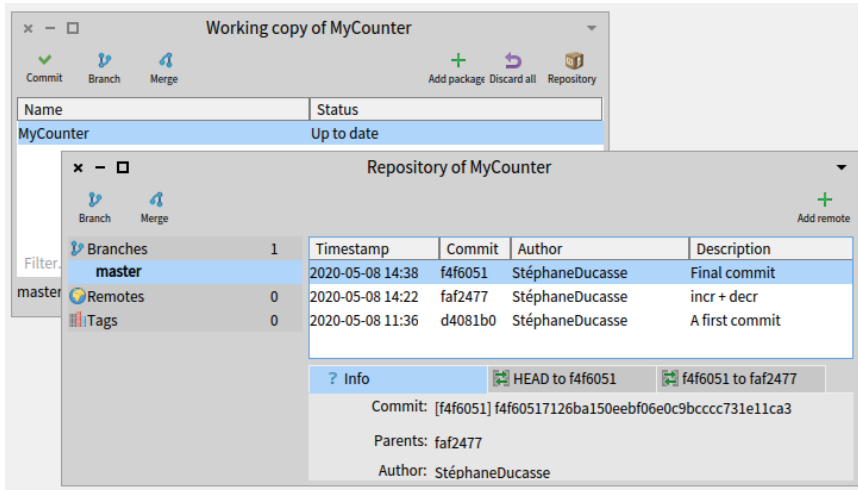 Working copy of MyCounter
Commit Branch Merge Add package Discard all Repository
Name Status
MyCounter Up to date
Filter.
master
Repository of MyCounter
Branch Merge Add remote
Branches 1
master
Remotes 0
Tags 0
Timestamp Commit Author Description
2020-05-08 14:38 f4f6051 StéphaneDucasse Final commit
2020-05-08 14:22 faf2477 StéphaneDucasse incr + decr
2020-05-08 11:36 d4081b0 StéphaneDucasse A first commit
? Info HEAD to f4f6051 f4f6051 to faf2477
Commit: [f4f6051] f4f60517126ba150eebf06e0c9bcccc731e11ca3
Parents: faf2477
Author: StéphaneDucasse